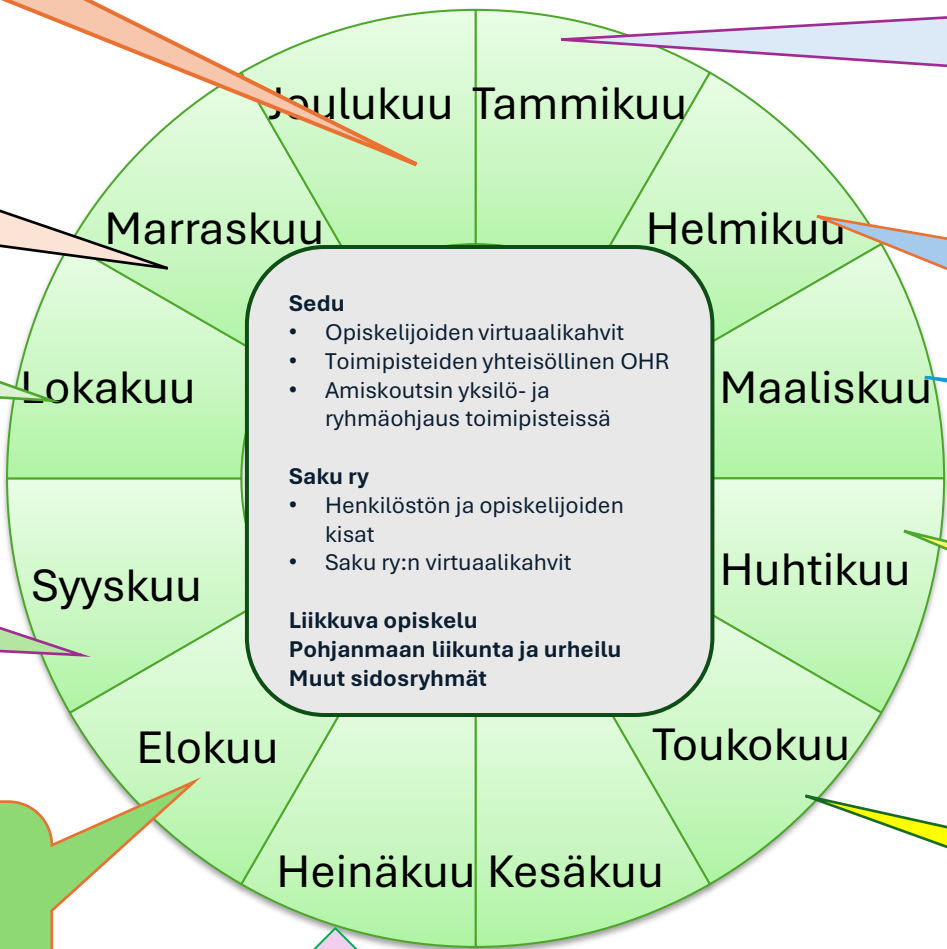 Joulukuu Tammikuu
Marraskuu
Helmikuu
Lokakuu
Maaliskuu
Syyskuu
Huhtikuu
Elokuu
Toukokuu
Heinäkuu Kesäkuu
Sedu
• Opiskelijoiden virtuaalikahvit
• Toimipisteiden yhteisöllinen OHR
• Amiskoutsin yksilö- ja
ryhmäohjaus toimipisteissä
Saku ry
• Henkilöstön ja opiskelijoiden
kisat
• Saku ry:n virtuaalikahvit
Liikkuva opiskelu
Pohjanmaan liikunta ja urheilu
Muut sidosryhmät